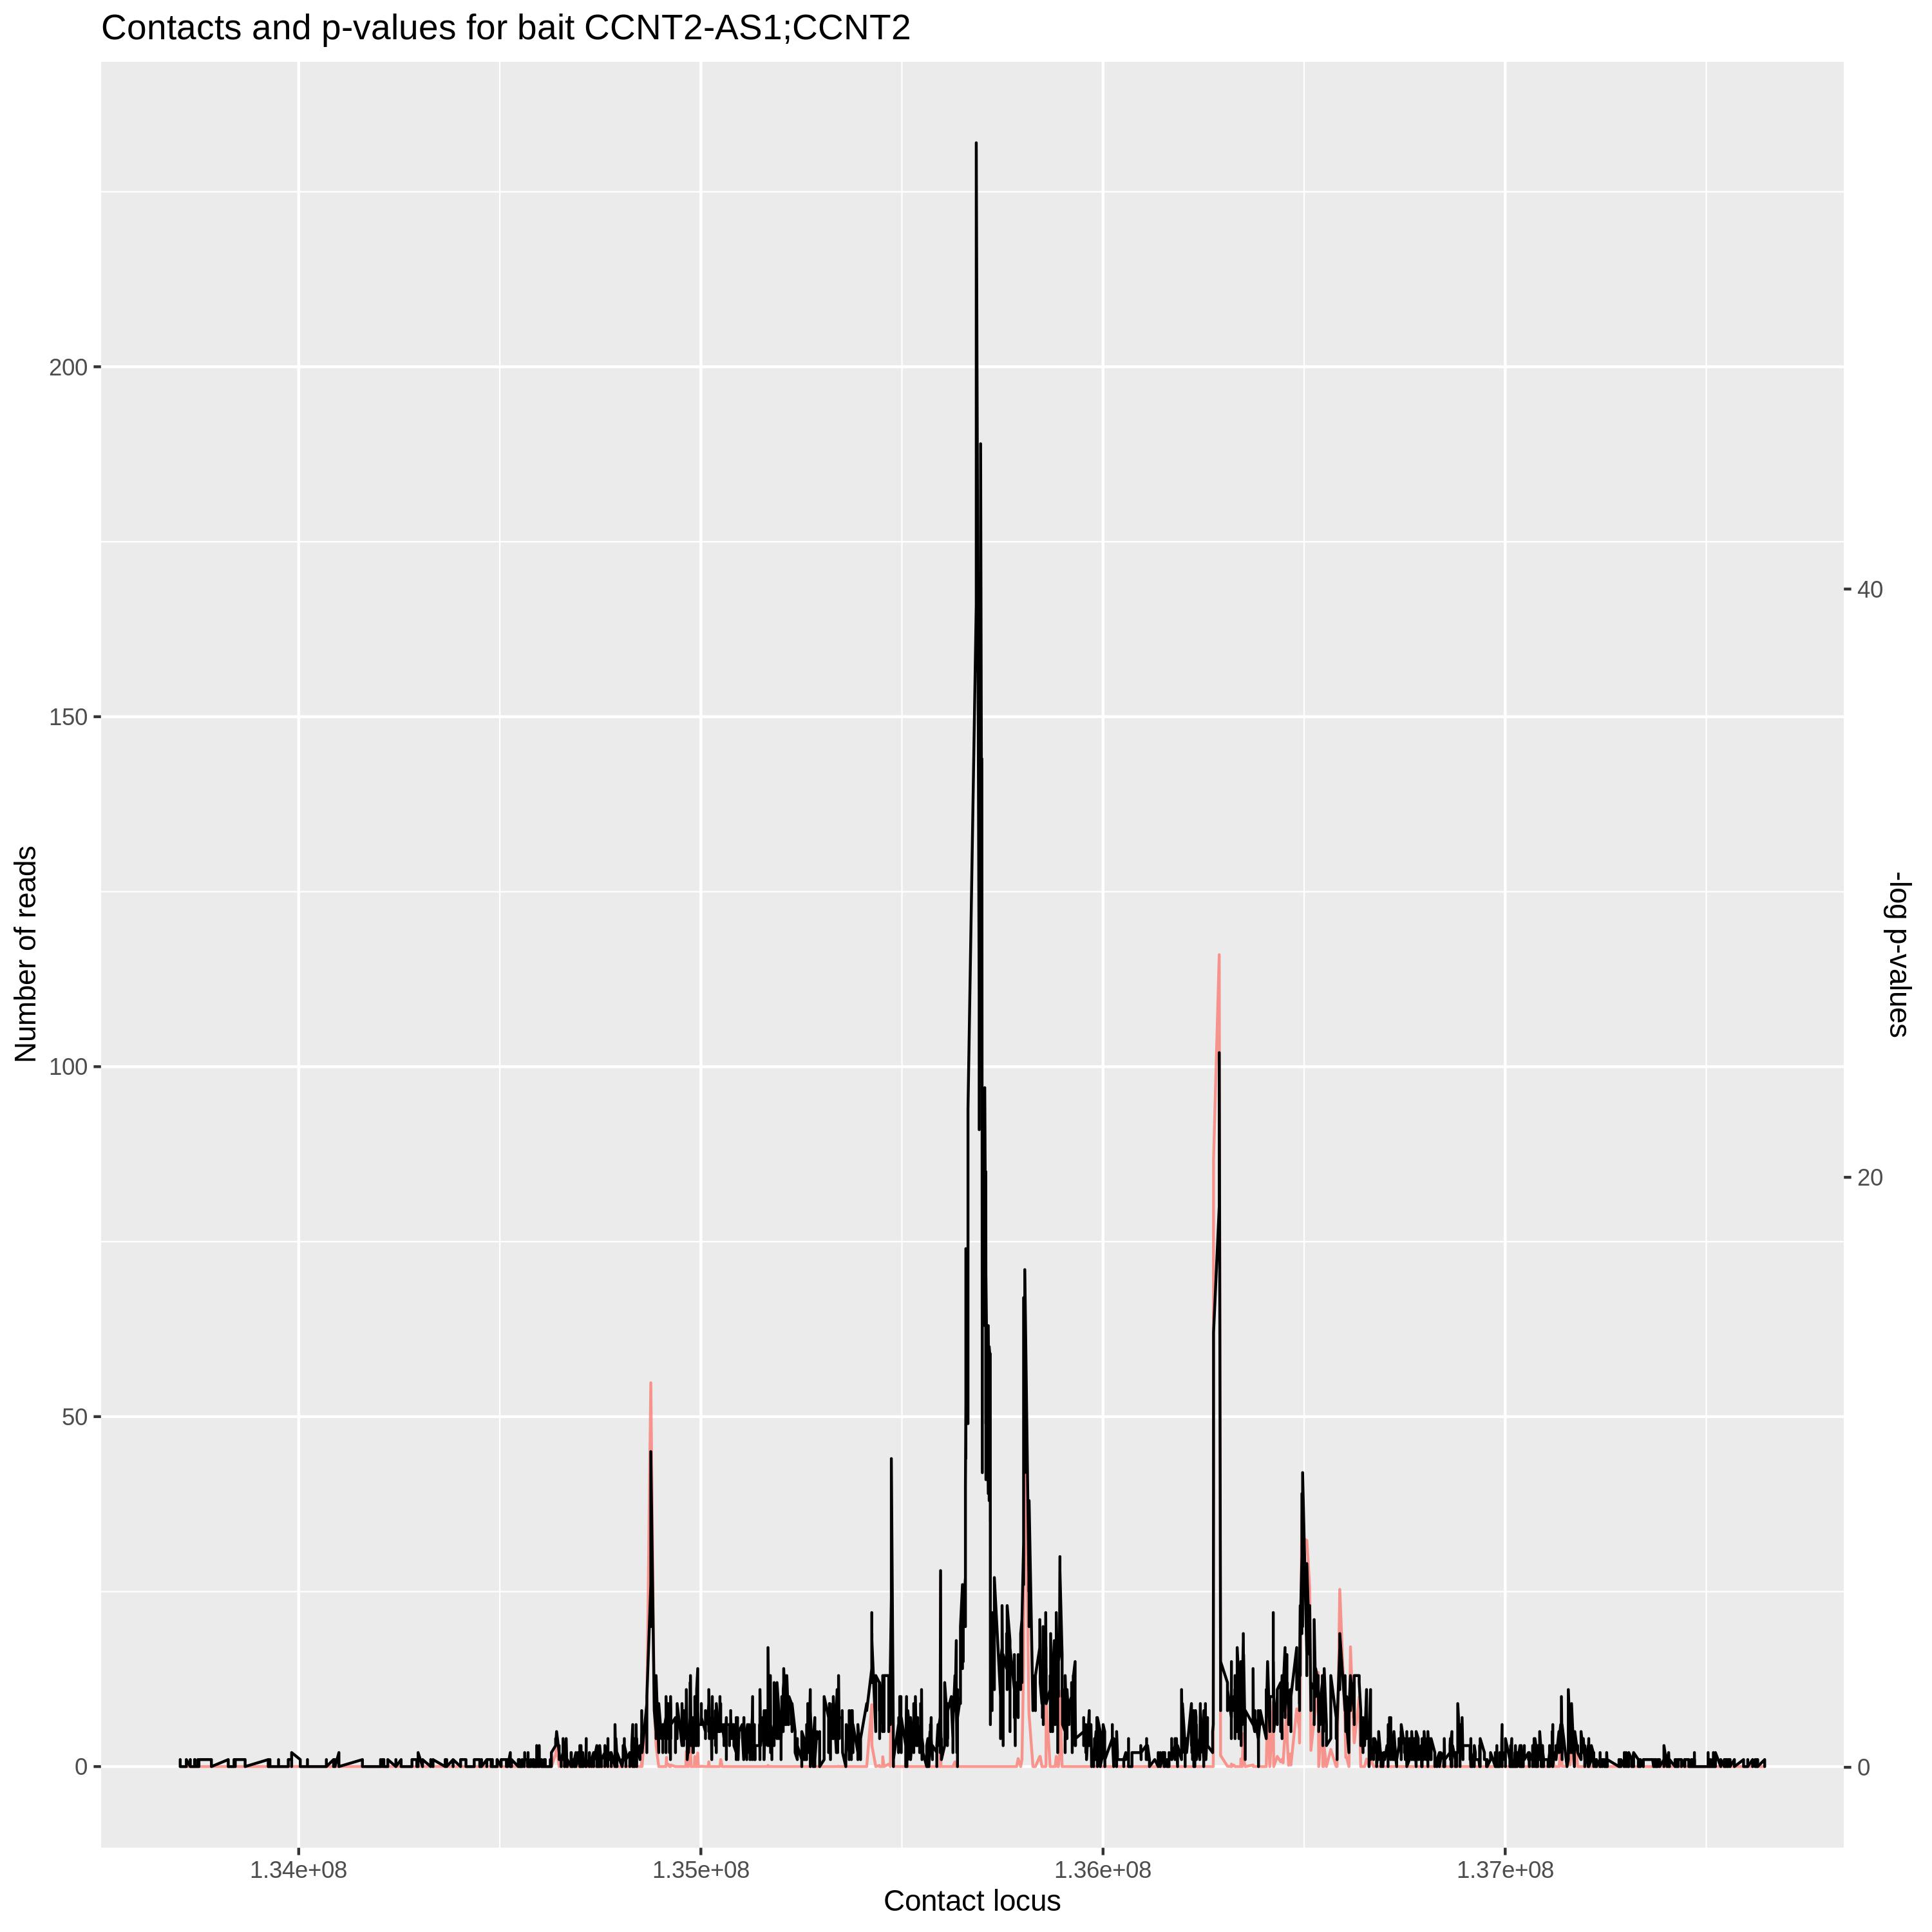 Contacts and p-values for bait CCNT2-AS1;CCNT2
Number of reads
200
150
100
50
0
40
20
0
-log p-values
1.34e+08
1.35e+08
1.36e+08
1.37e+08
Contact locus